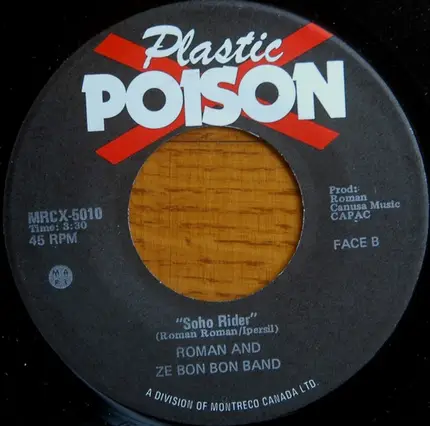 Plastic
POISON
MRCX-5010
Time: 3:30
45 RPM
Prod:
Roman
Canusa Music
CAPAC
FACE B
MAPL
"Soho Rider"
(Roman Roman/Ipersil)
ROMAN AND
ZE BON BON BAND
A DIVISION OF MONTRECO CANADA LTD.